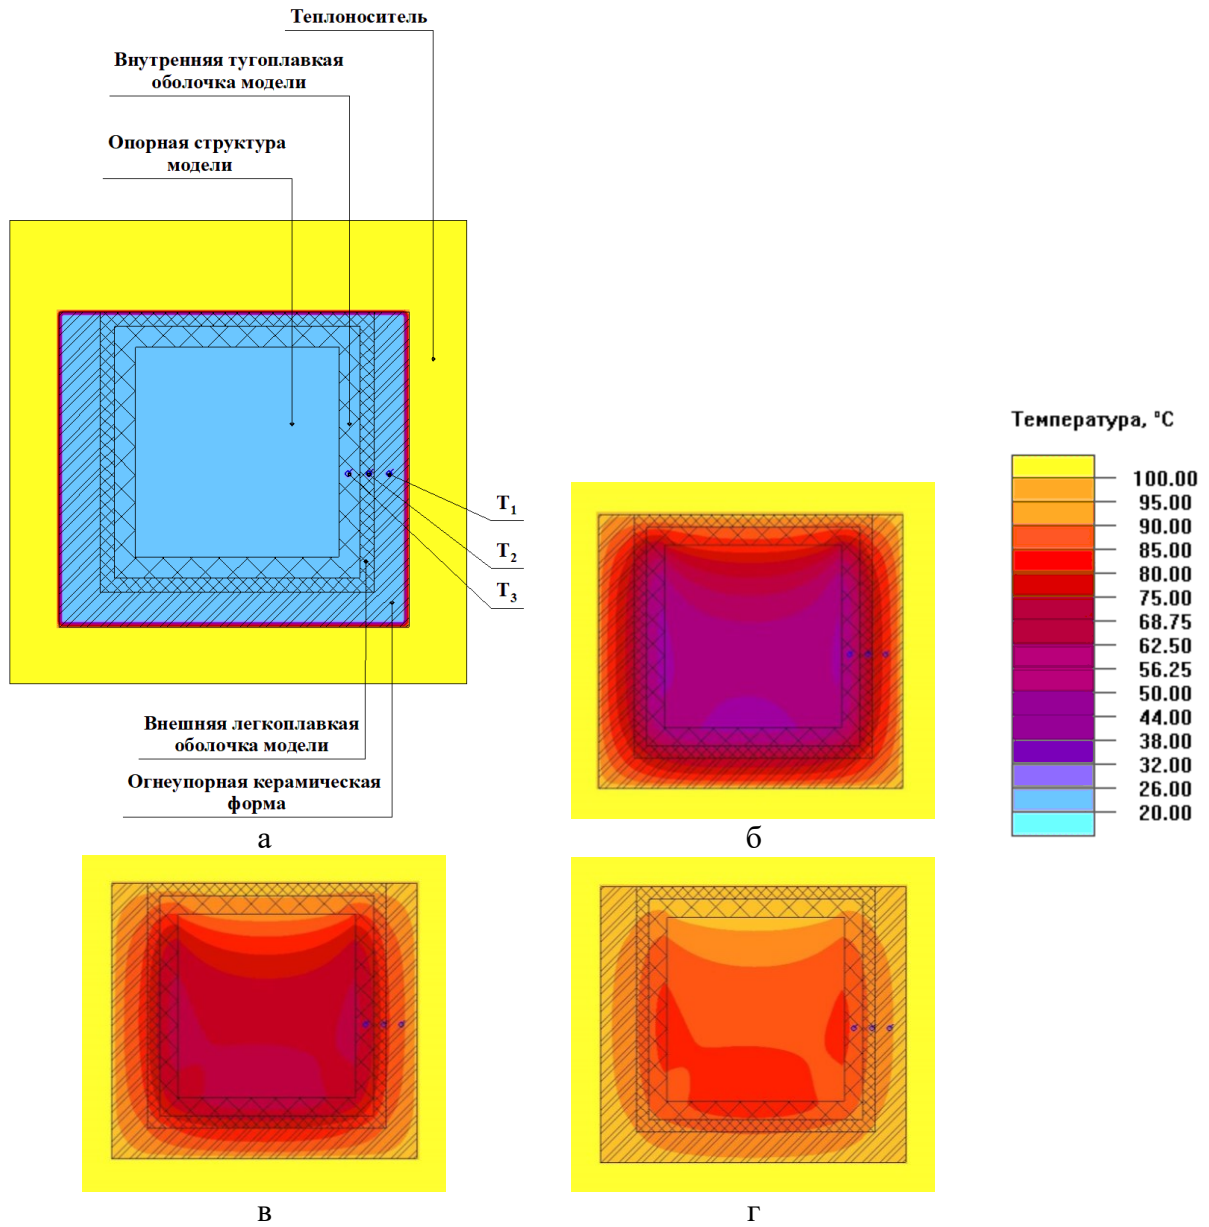 Теплоноситель
Внутренняя тугоплавкая
оболочка модели
Опорная структура
модели
T1
T2
T3
Внешняя легкоплавкая
оболочка модели
Огнеупорная керамическая
форма
а
б
Температура, °C
100.00
95.00
90.00
85.00
80.00
75.00
68.75
62.50
56.25
50.00
44.00
38.00
32.00
26.00
20.00
в
г